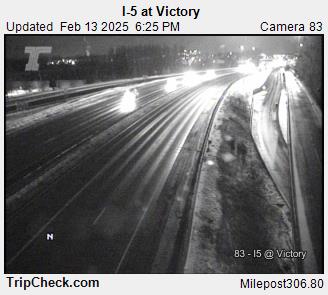 I-5 at Victory
Updated Feb 13 2025 6:25 PM Camera 83
T
N
83 - I5 @ Victory
TripCheck.com Milepost306.80